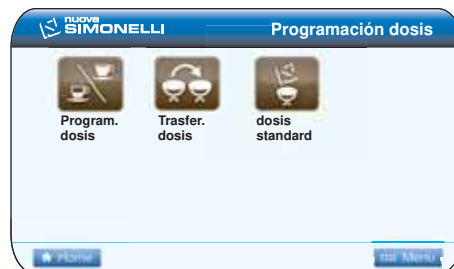 nuova
SIMONELLI
Programación dosis
Program.
dosis
Trasfer.
dosis
dosis
standard
Home
Menu